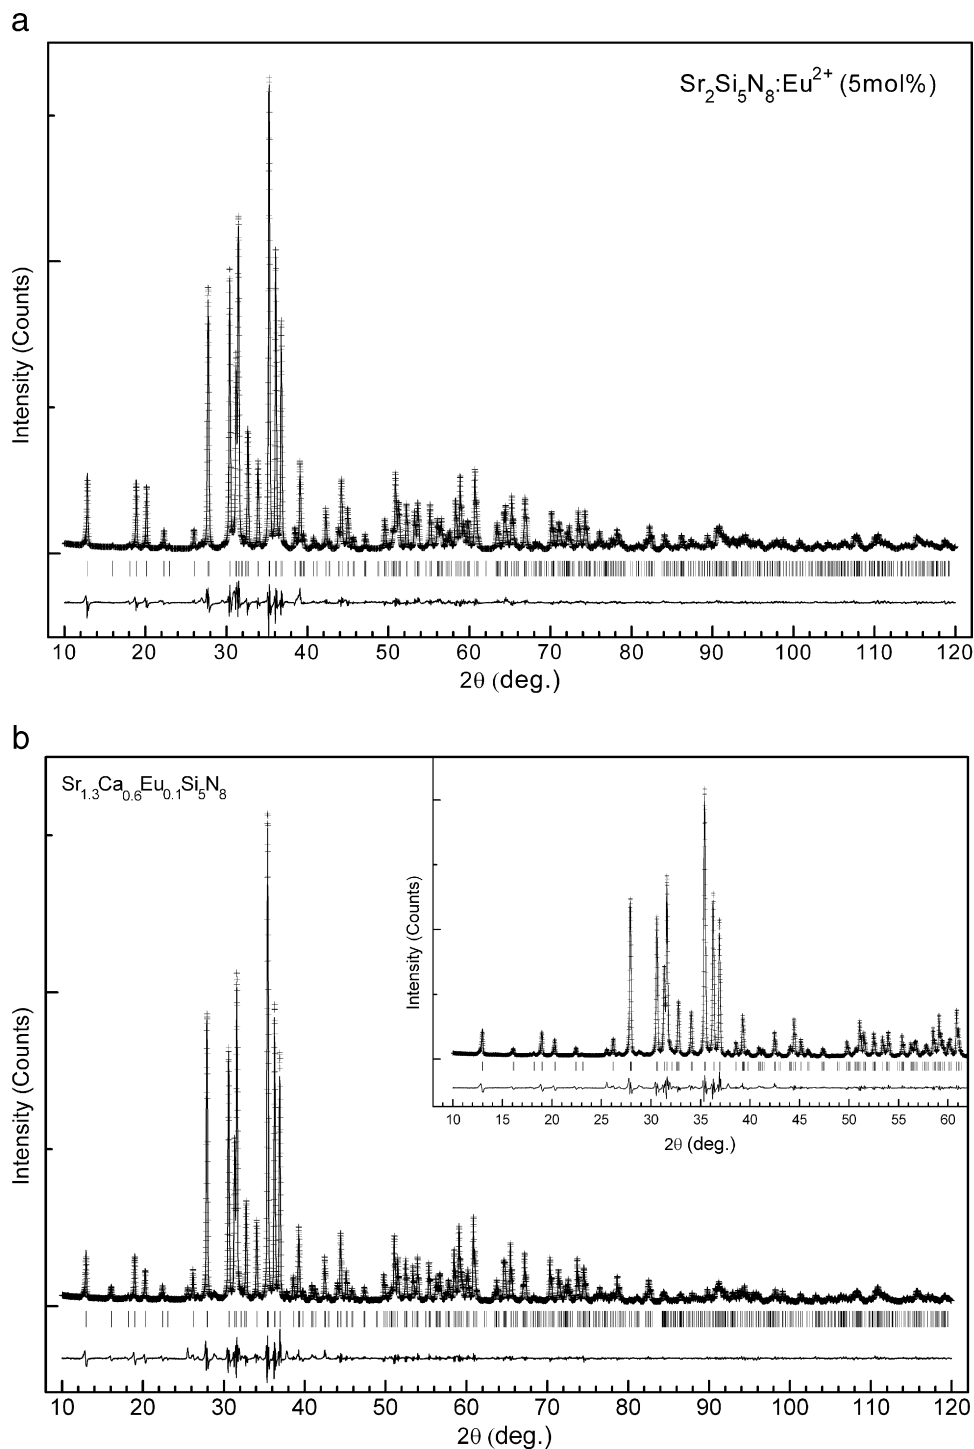 a
Sr2Si5N8:Eu2+ (5mol%)
Intensity (Counts)
10 20 30 40 50 60 70 80 90 100 110 120
2θ (deg.)
b
Sr1.3Ca0.6Eu0.1Si5N8
Intensity (Counts)
10 15 20 25 30 35 40 45 50 55 60
2θ (deg.)
Intensity (Counts)
10 20 30 40 50 60 70 80 90 100 110 120
2θ (deg.)